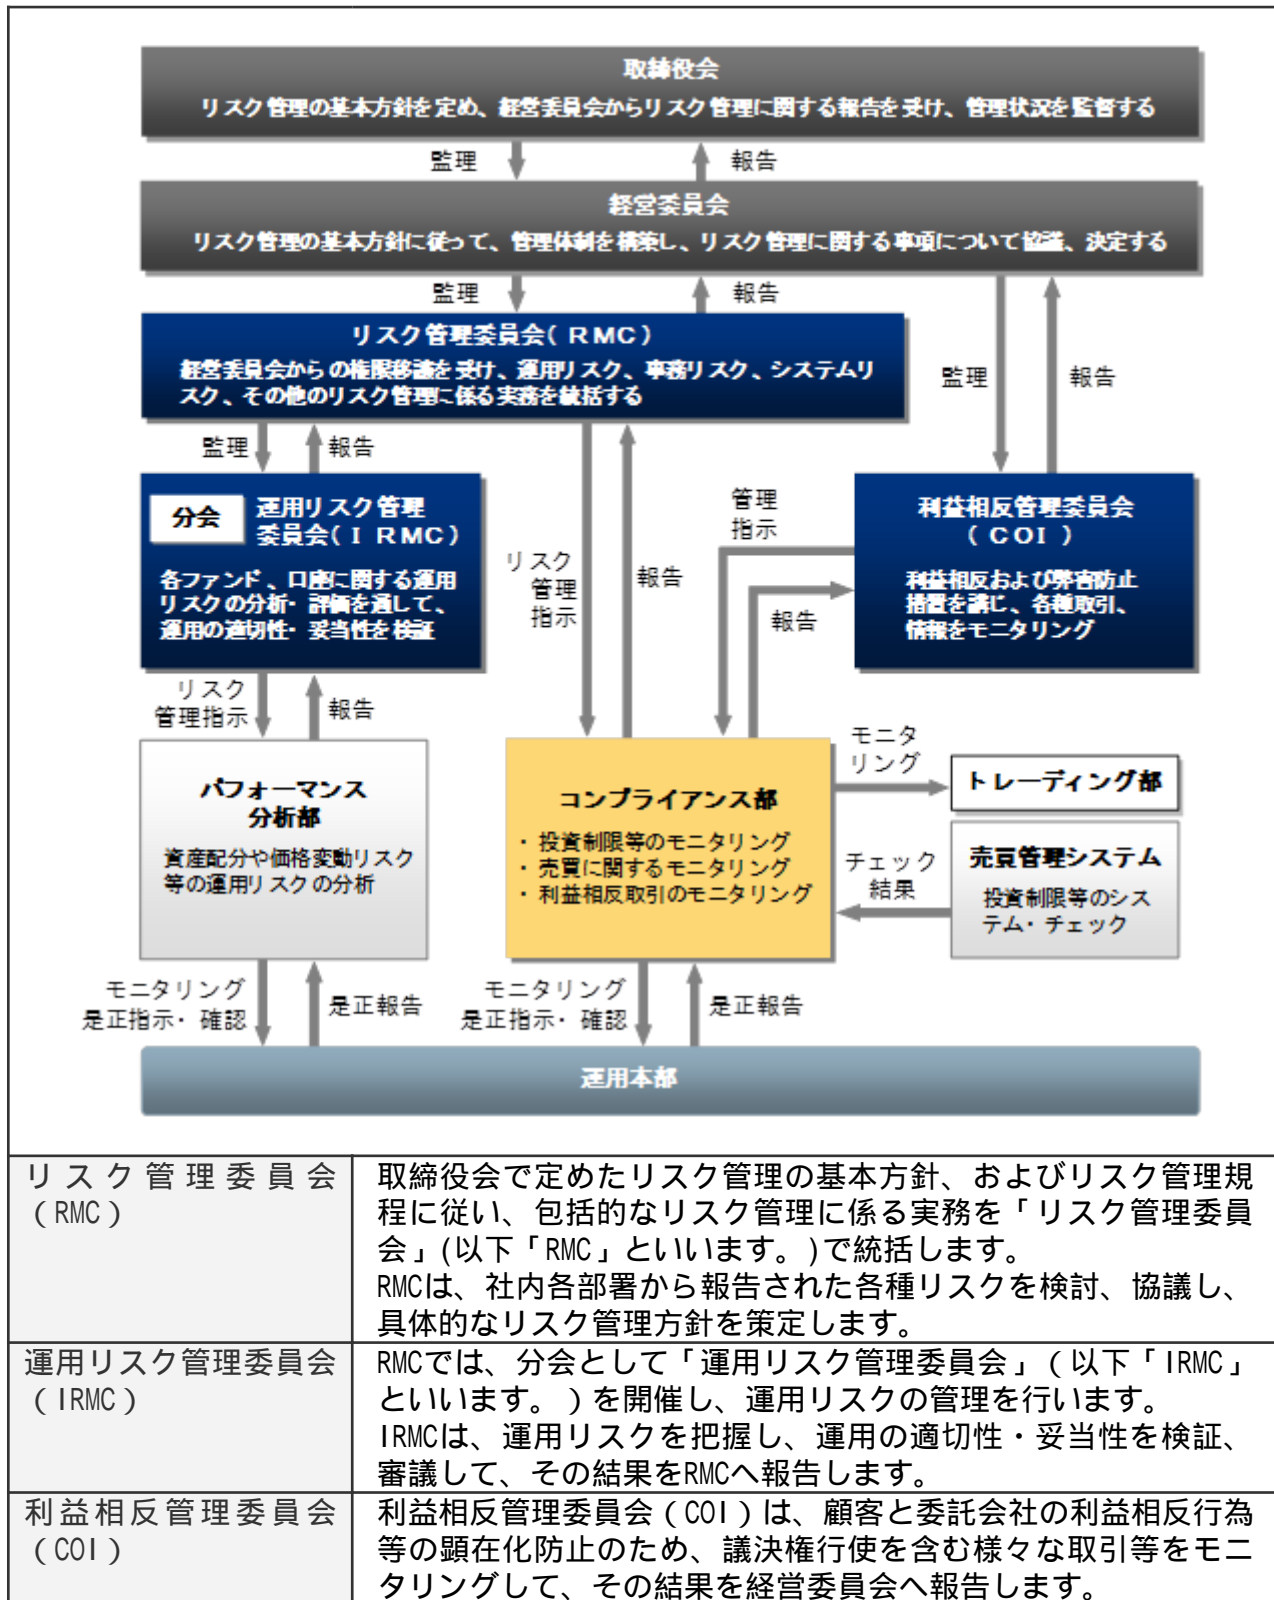 取締役会
リスク管理の基本方針を定め、経営委員会からリスク管理に関する報告を受け、管理状況を監督する
監理
報告
経営委員会
リスク管理の基本方針に従って、管理体制を構築し、リスク管理に関する事項について協議、決定する
監理
報告
リスク管理委員会(RMC)
経営委員会からの権限移譲を受け、運用リスク、事務リスク、システムリ
スク、その他のリスク管理に係る実務を統括する
監理
報告
監理
報告
分会
運用リスク管理
委員会(IRMC)
各ファンド、口座に関する運用
リスクの分析・評価を通して、
運用の適切性・妥当性を検証
リスク
管理
指示
報告
管理
指示
報告
利益相反管理委員会
(COI)
利益相反および弊害防止
措置を講じ、各種取引、
情報をモニタリング
リスク
管理指示
報告
パフォーマンス
分析部
資産配分や価格変動リスク
等の運用リスクの分析
コンプライアンス部
・投資制限等のモニタリング
・売買に関するモニタリング
・利益相反取引のモニタリング
モニタ
リング
トレーディング部
チェック
結果
売買管理システム
投資制限等のシス
テム・チェック
モニタリング
是正指示・確認
是正報告
モニタリング
是正指示・確認
是正報告
運用本部
リスク管理委員会
(RMC)
取締役会で定めたリスク管理の基本方針、およびリスク管理規
程に従い、包括的なリスク管理に係る実務を「リスク管理委員
会」(以下「RMC」といいます。)で統括します。
RMCは、社内各部署から報告された各種リスクを検討、協議し、
具体的なリスク管理方針を策定します。
運用リスク管理委員会
(IRMC)
RMCでは、分会として「運用リスク管理委員会」(以下「IRMC」
といいます。)を開催し、運用リスクの管理を行います。
IRMCは、運用リスクを把握し、運用の適切性・妥当性を検証、
審議して、その結果をRMCへ報告します。
利益相反管理委員会
(COI)
利益相反管理委員会(COI)は、顧客と委託会社の利益相反行為
等の顕在化防止のため、議決権行使を含む様々な取引等をモニ
タリングして、その結果を経営委員会へ報告します。